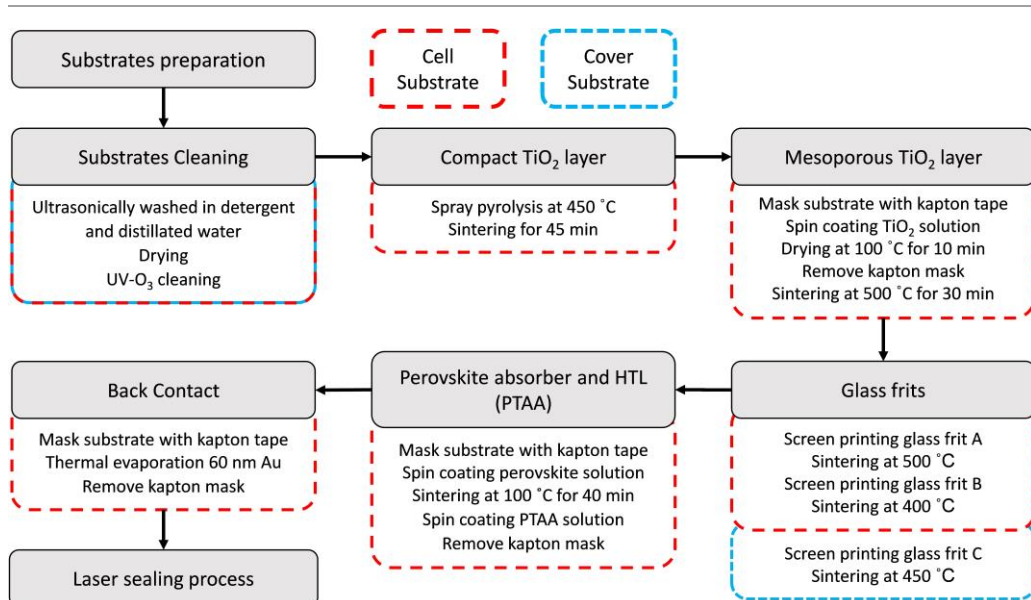 Substrates preparation
Cell
Substrate
Cover
Substrate
Substrates Cleaning
Ultrasonically washed in detergent
and distillated water
Drying
UV-O₃ cleaning
Compact TiO₂ layer
Spray pyrolysis at 450 ˚C
Sintering for 45 min
Mesoporous TiO₂ layer
Mask substrate with kapton tape
Spin coating TiO₂ solution
Drying at 100 ˚C for 10 min
Remove kapton mask
Sintering at 500 ˚C for 30 min
Glass frits
Screen printing glass frit A
Sintering at 500 ˚C
Screen printing glass frit B
Sintering at 400 ˚C
Screen printing glass frit C
Sintering at 450 ˚C
Perovskite absorber and HTL
(PTAA)
Mask substrate with kapton tape
Spin coating perovskite solution
Sintering at 100 ˚C for 40 min
Spin coating PTAA solution
Remove kapton mask
Back Contact
Mask substrate with kapton tape
Thermal evaporation 60 nm Au
Remove kapton mask
Laser sealing process